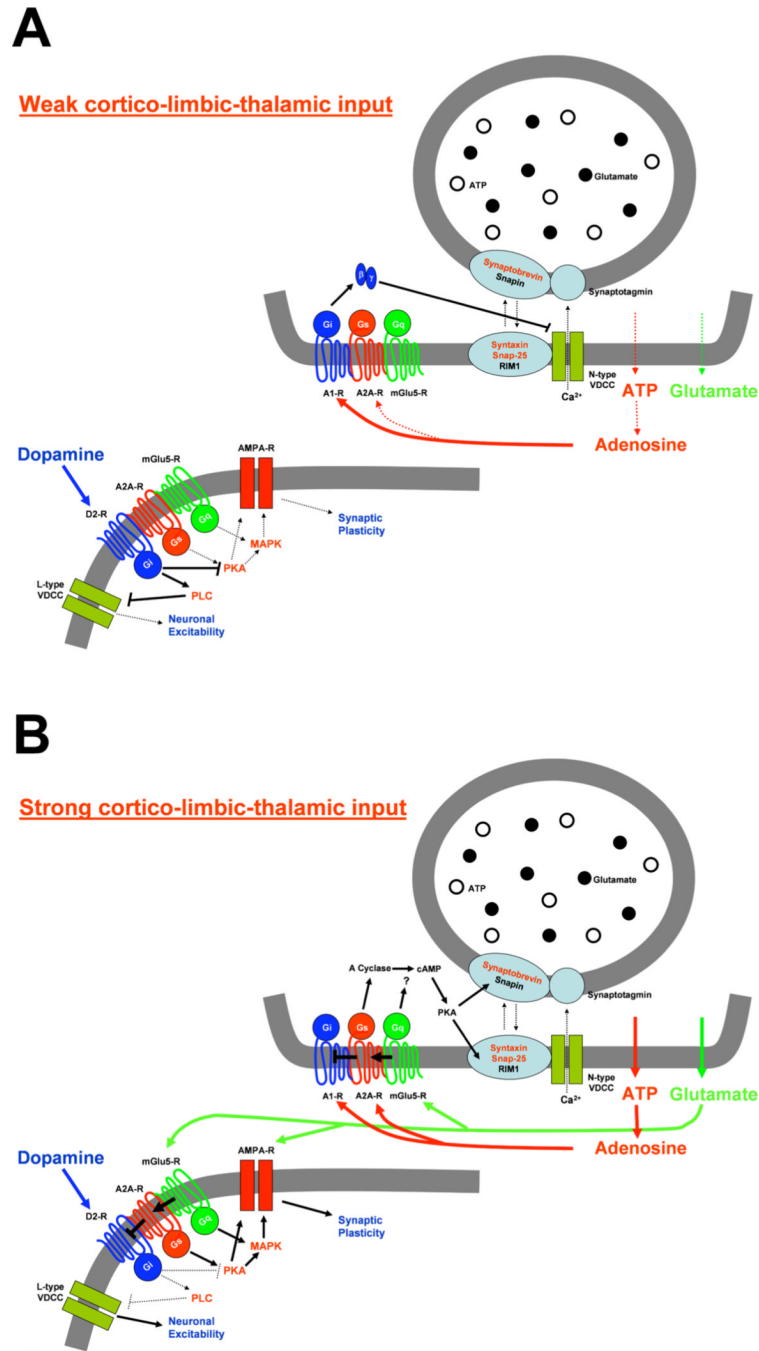 A
Weak cortico-limbic-thalamic input
ATP
Glutamate
Synaptobrevin
Snapin
Synaptotagmin
β γ
Gi Gs Gq
Syntaxin
Snap-25
RIM1
N-type
VDCC
Ca2+
A1-R A2A-R mGlu5-R
ATP Glutamate
Adenosine
AMPA-R
Dopamine
mGlu5-R
A2A-R
D2-R
Gq
Gs
Gi
Synaptic
Plasticity
MAPK
PKA
PLC
L-type
VDCC
Neuronal
Excitability
B
Strong cortico-limbic-thalamic input
ATP
Glutamate
A Cyclase cAMP
Synaptobrevin
Snapin
?
Synaptotagmin
PKA
Gi Gs Gq
Syntaxin
Snap-25
RIM1
N-type
VDCC
Ca2+
A1-R A2A-R mGlu5-R
ATP Glutamate
Adenosine
AMPA-R
Dopamine
mGlu5-R
A2A-R
D2-R
Gq
Gs
Gi
Synaptic
Plasticity
MAPK
PKA
PLC
L-type
VDCC
Neuronal
Excitability